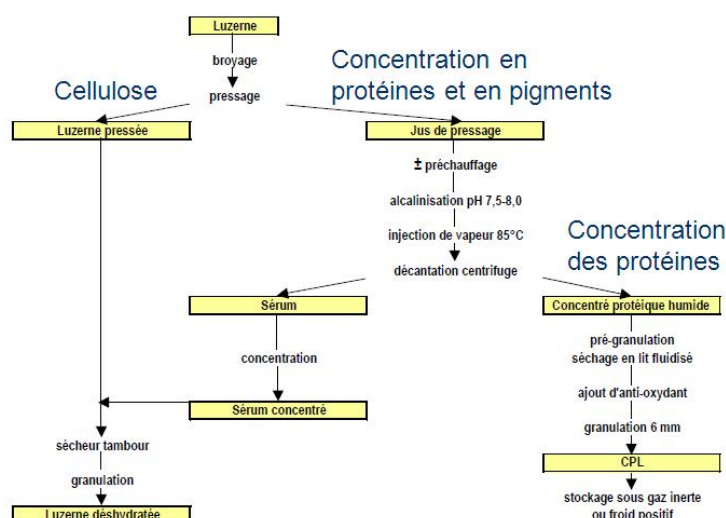 Luzerne
broyage
pressage
Cellulose
Concentration en
protéines et en pigments
Luzerne pressée
Jus de pressage
± préchauffage
alcalinisation pH 7,5-8,0
injection de vapeur 85°C
décantation centrifuge
Concentration
des protéines
Sérum
Concentré protéique humide
concentration
pré-granulation
séchage en lit fluidisé
ajout d'anti-oxydant
Sérum concentré
granulation 6 mm
sécheur tambour
CPL
granulation
stockage sous gaz inerte
ou froid positif
Luzerne déshydratée